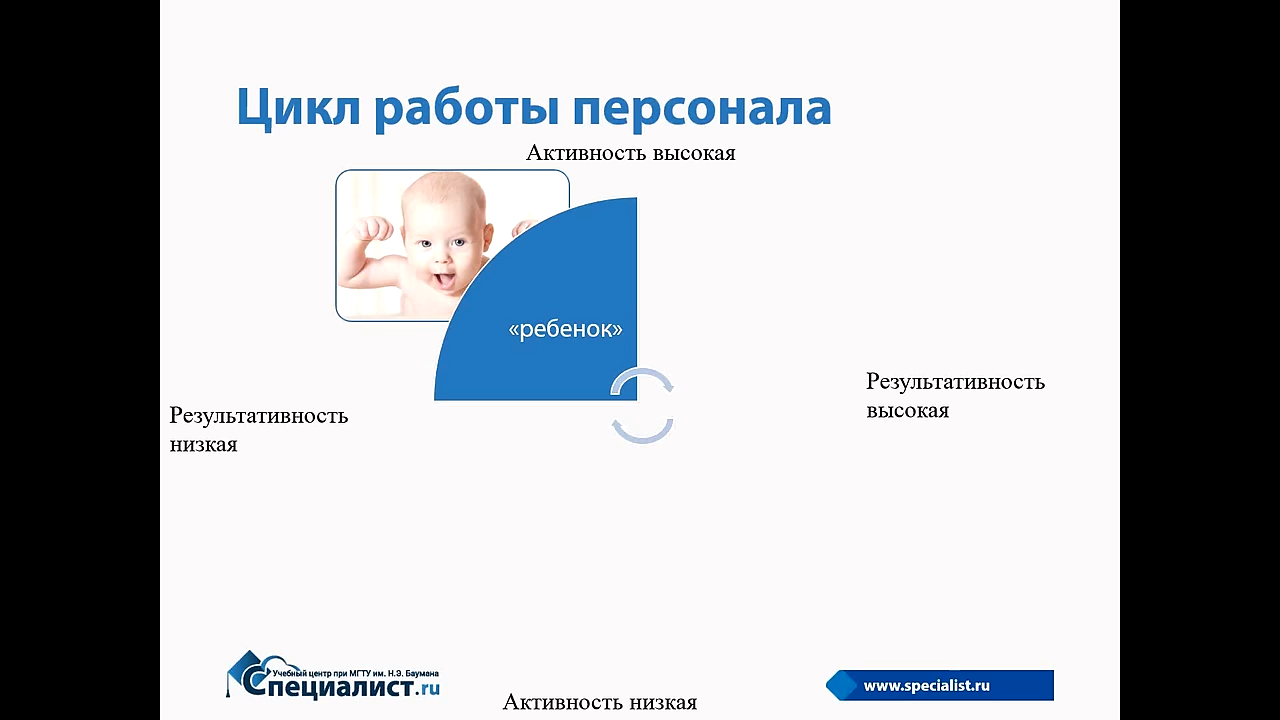 Цикл работы персонала
Активность высокая
«ребенок»
Результативность
высокая
Результативность
низкая
Учебный центр при МГТУ им. Н.Э. Баумана
Специалист.ru
www.specialist.ru
Активность низкая